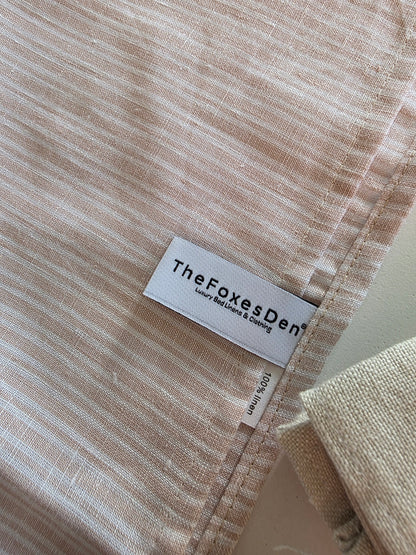 TheFoxesDen®
Luxury Bed Linens & Clothing
100% linen